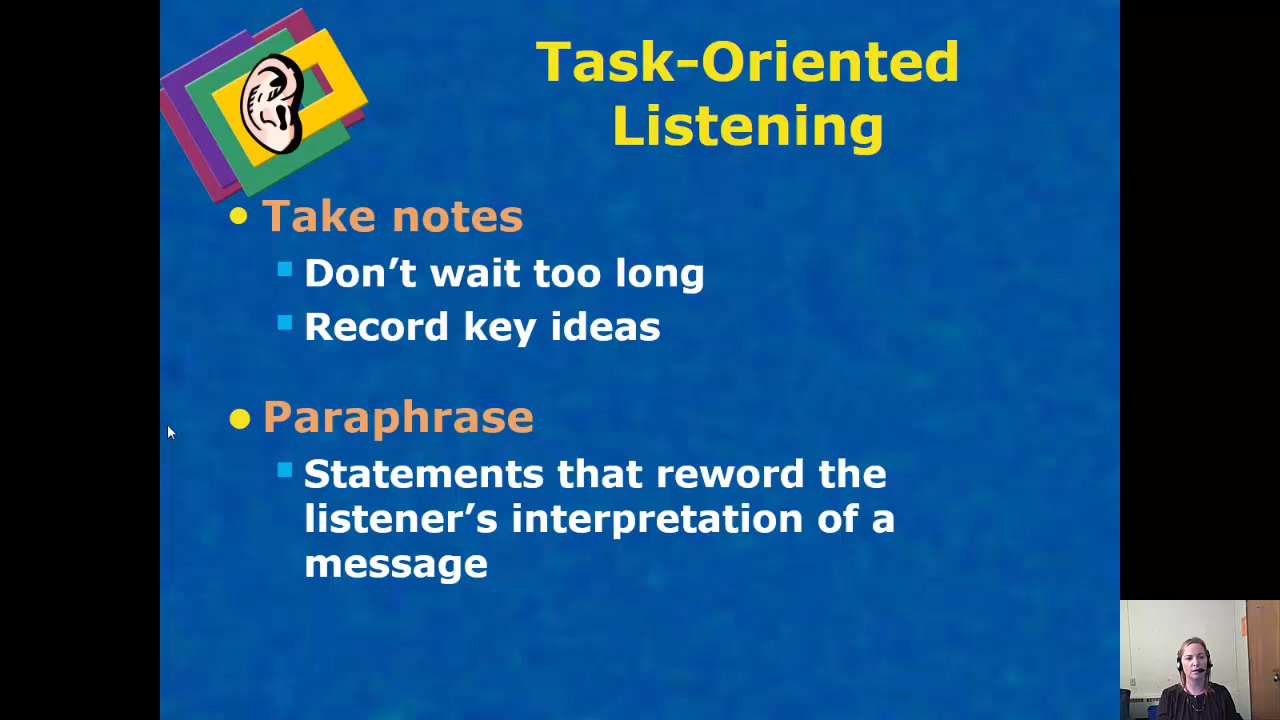 Task-Oriented
Listening
Take notes
Don’t wait too long
Record key ideas
Paraphrase
Statements that reword the
listener’s interpretation of a
message